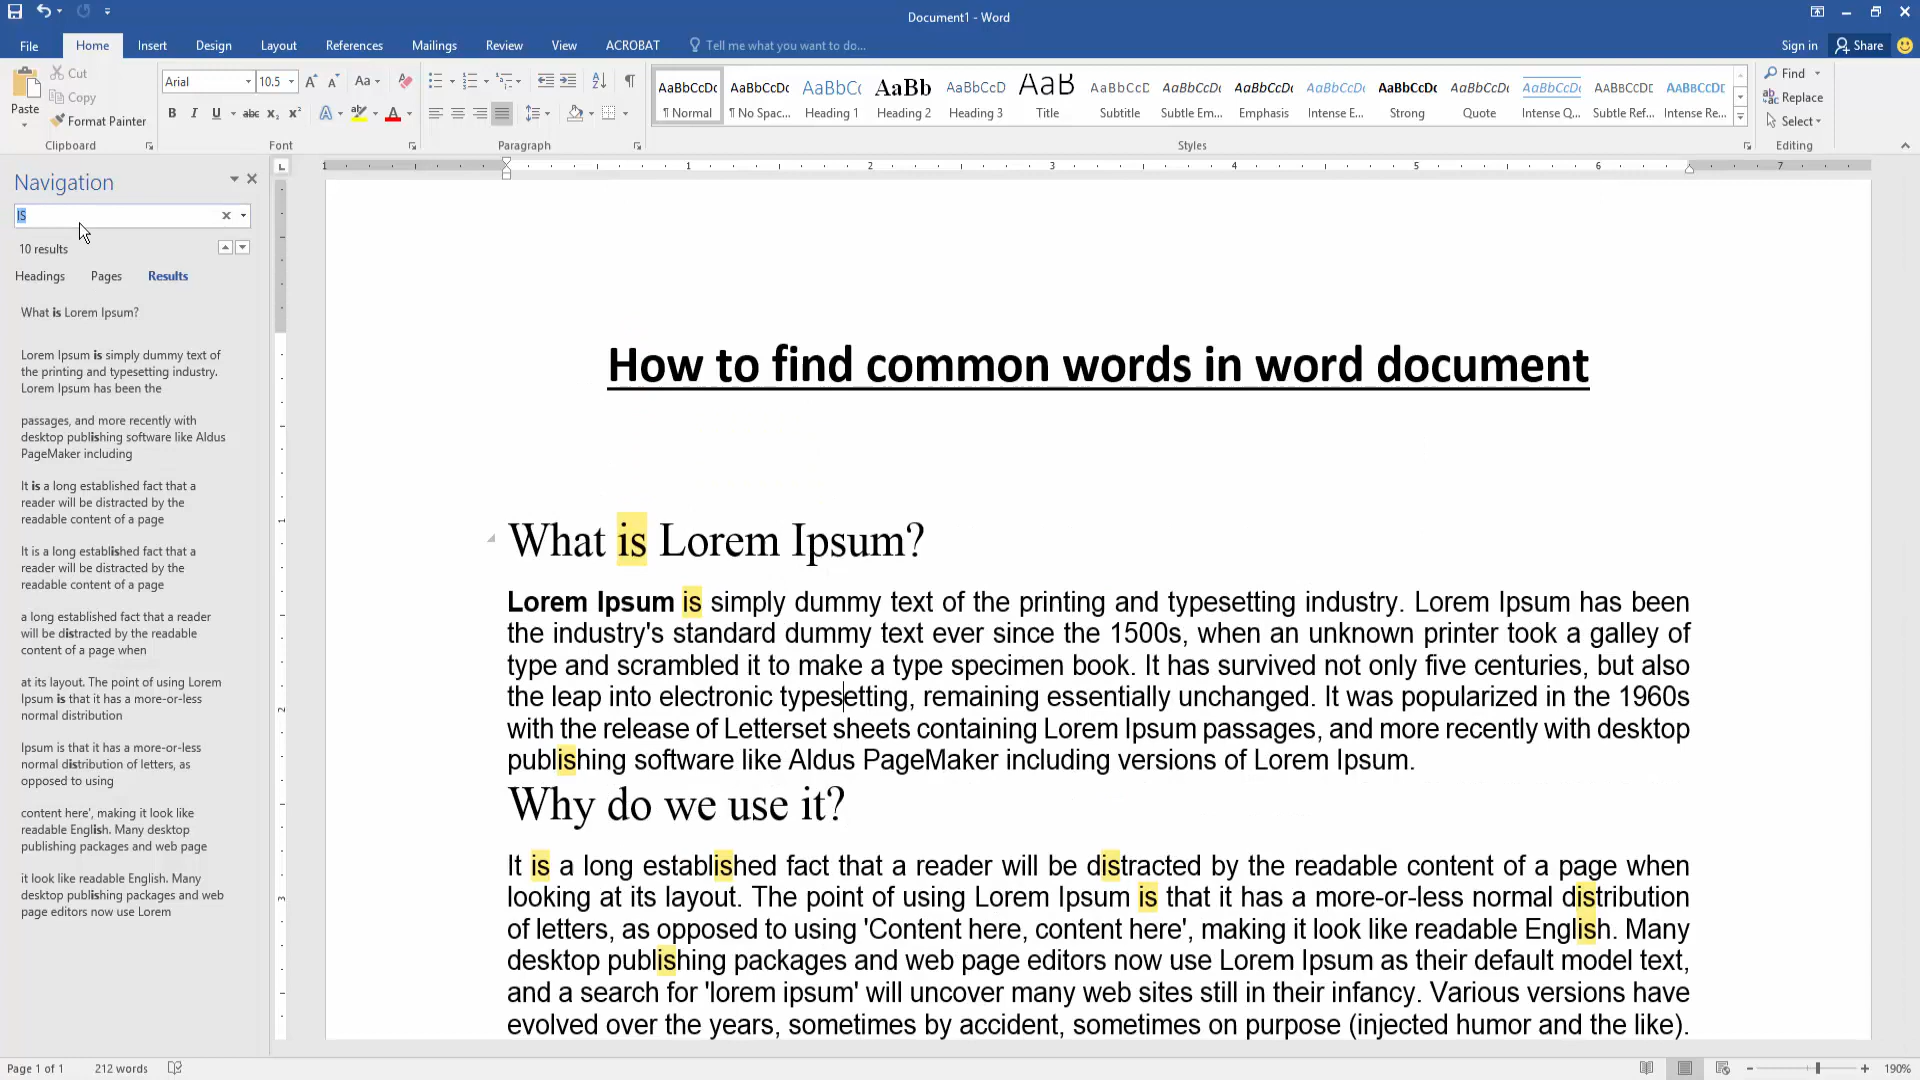 Document1 - Word
File Home Insert Design Layout References Mailings Review View ACROBAT Tell me what you want to do... Sign in Share
Cut
Copy
Format Painter
Paste
Clipboard
Arial 10.5
Font
Paragraph
AaBbCcDc AaBbCcDc AaBbC AaBb AaBbCcD AaB AaBbCcD AaBbCcDt AaBbCcDt AaBbCcDt AaBbCcDc AaBbCcDt AaBbCcDt AABBCCDE AABBCCDE
¶ Normal ¶ No Spac... Heading 1 Heading 2 Heading 3 Title Subtitle Subtle Em... Emphasis Intense E... Strong Quote Intense Q... Subtle Ref... Intense Re...
Styles
Find
Replace
Select
Editing
Navigation
IS
10 results
Headings Pages Results
What is Lorem Ipsum?
Lorem Ipsum is simply dummy text of
the printing and typesetting industry.
Lorem Ipsum has been the
passages, and more recently with
desktop publishing software like Aldus
PageMaker including
It is a long established fact that a
reader will be distracted by the
readable content of a page
It is a long established fact that a
reader will be distracted by the
readable content of a page
a long established fact that a reader
will be distracted by the readable
content of a page when
at its layout. The point of using Lorem
Ipsum is that it has a more-or-less
normal distribution
Ipsum is that it has a more-or-less
normal distribution of letters, as
opposed to using
content here', making it look like
readable English. Many desktop
publishing packages and web page
it look like readable English. Many
desktop publishing packages and web
page editors now use Lorem
1 1 2 3 4 5 6 7
1
2
3
How to find common words in word document
What is Lorem Ipsum?
Lorem Ipsum is simply dummy text of the printing and typesetting industry. Lorem Ipsum has been
the industry's standard dummy text ever since the 1500s, when an unknown printer took a galley of
type and scrambled it to make a type specimen book. It has survived not only five centuries, but also
the leap into electronic typesetting, remaining essentially unchanged. It was popularized in the 1960s
with the release of Letterset sheets containing Lorem Ipsum passages, and more recently with desktop
publishing software like Aldus PageMaker including versions of Lorem Ipsum.
Why do we use it?
It is a long established fact that a reader will be distracted by the readable content of a page when
looking at its layout. The point of using Lorem Ipsum is that it has a more-or-less normal distribution
of letters, as opposed to using 'Content here, content here', making it look like readable English. Many
desktop publishing packages and web page editors now use Lorem Ipsum as their default model text,
and a search for 'lorem ipsum' will uncover many web sites still in their infancy. Various versions have
evolved over the years, sometimes by accident, sometimes on purpose (injected humor and the like).
Page 1 of 1 212 words 190%